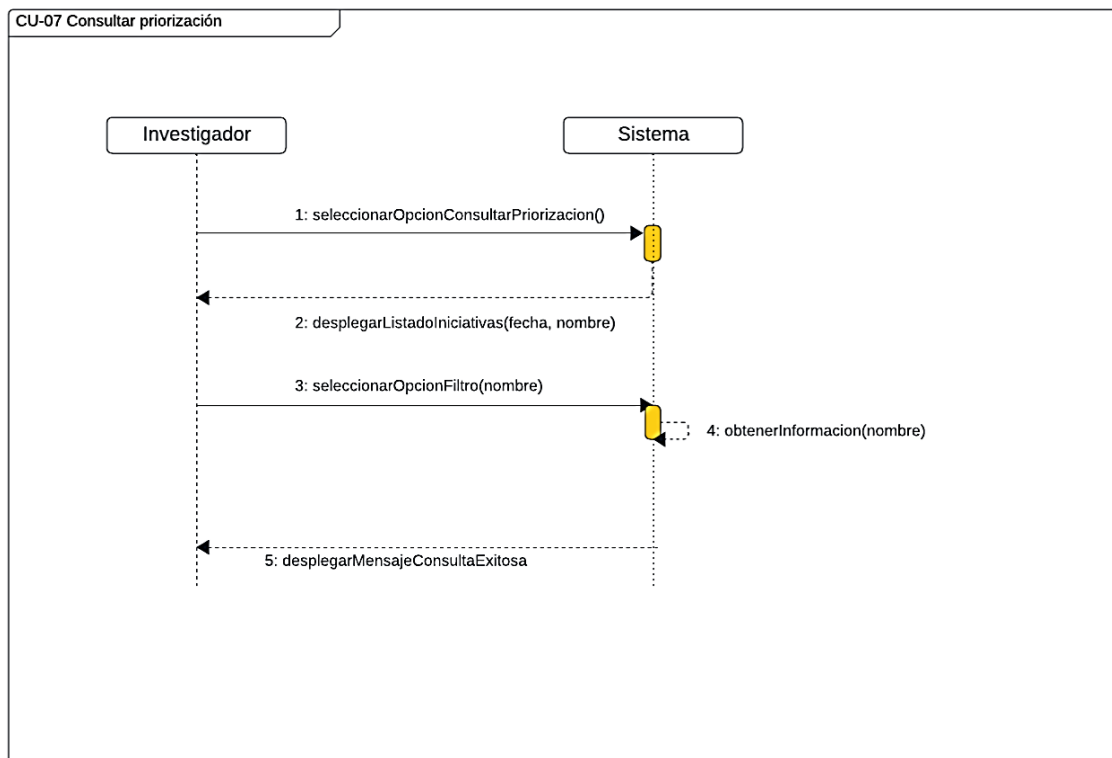 CU-07 Consultar priorización
Investigador
Sistema
1: seleccionarOpcionConsultarPriorizacion()
2: desplegarListadoIniciativas(fecha, nombre)
3: seleccionarOpcionFiltro(nombre)
4: obtenerInformacion(nombre)
5: desplegarMensajeConsultaExitosa